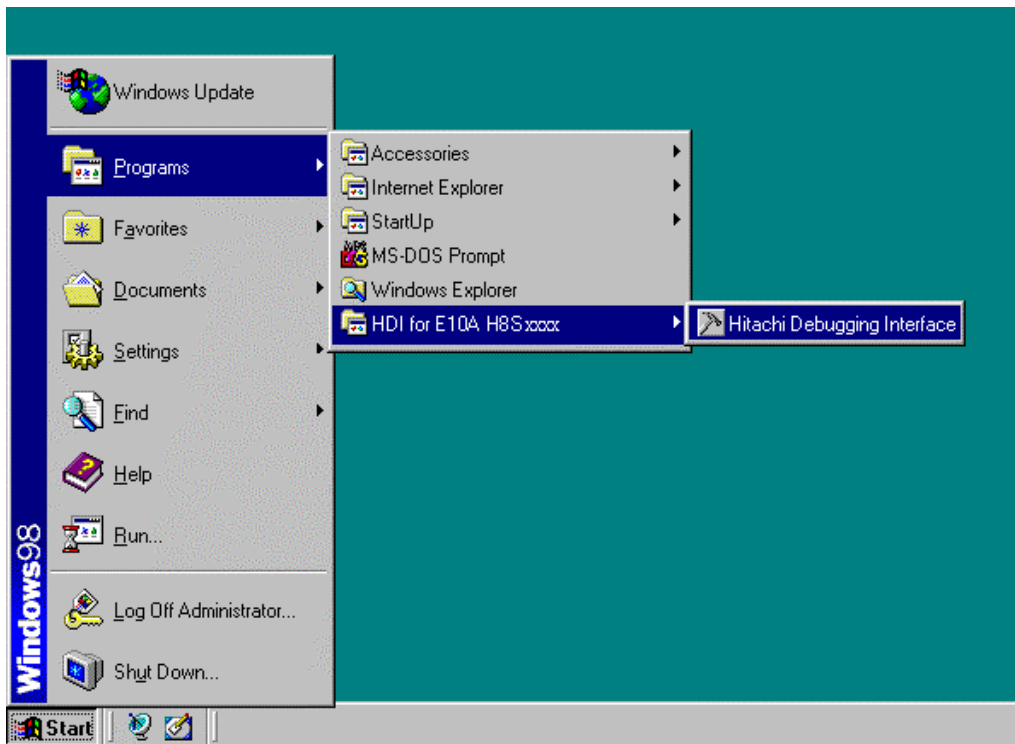 Windows Update
Programs
Favorites
Documents
Settings
Find
Help
Run...
Log Off Administrator...
Shut Down...
Windows98
Accessories
Internet Explorer
StartUp
MS-DOS Prompt
Windows Explorer
HDI for E10A H8Sxxxx
Hitachi Debugging Interface
Start